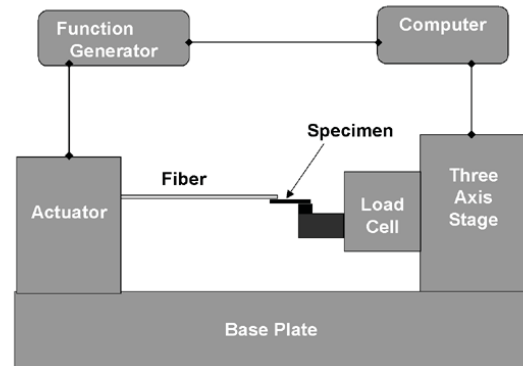 Function
Generator
Computer
Specimen
Fiber
Actuator
Load
Cell
Three
Axis
Stage
Base Plate